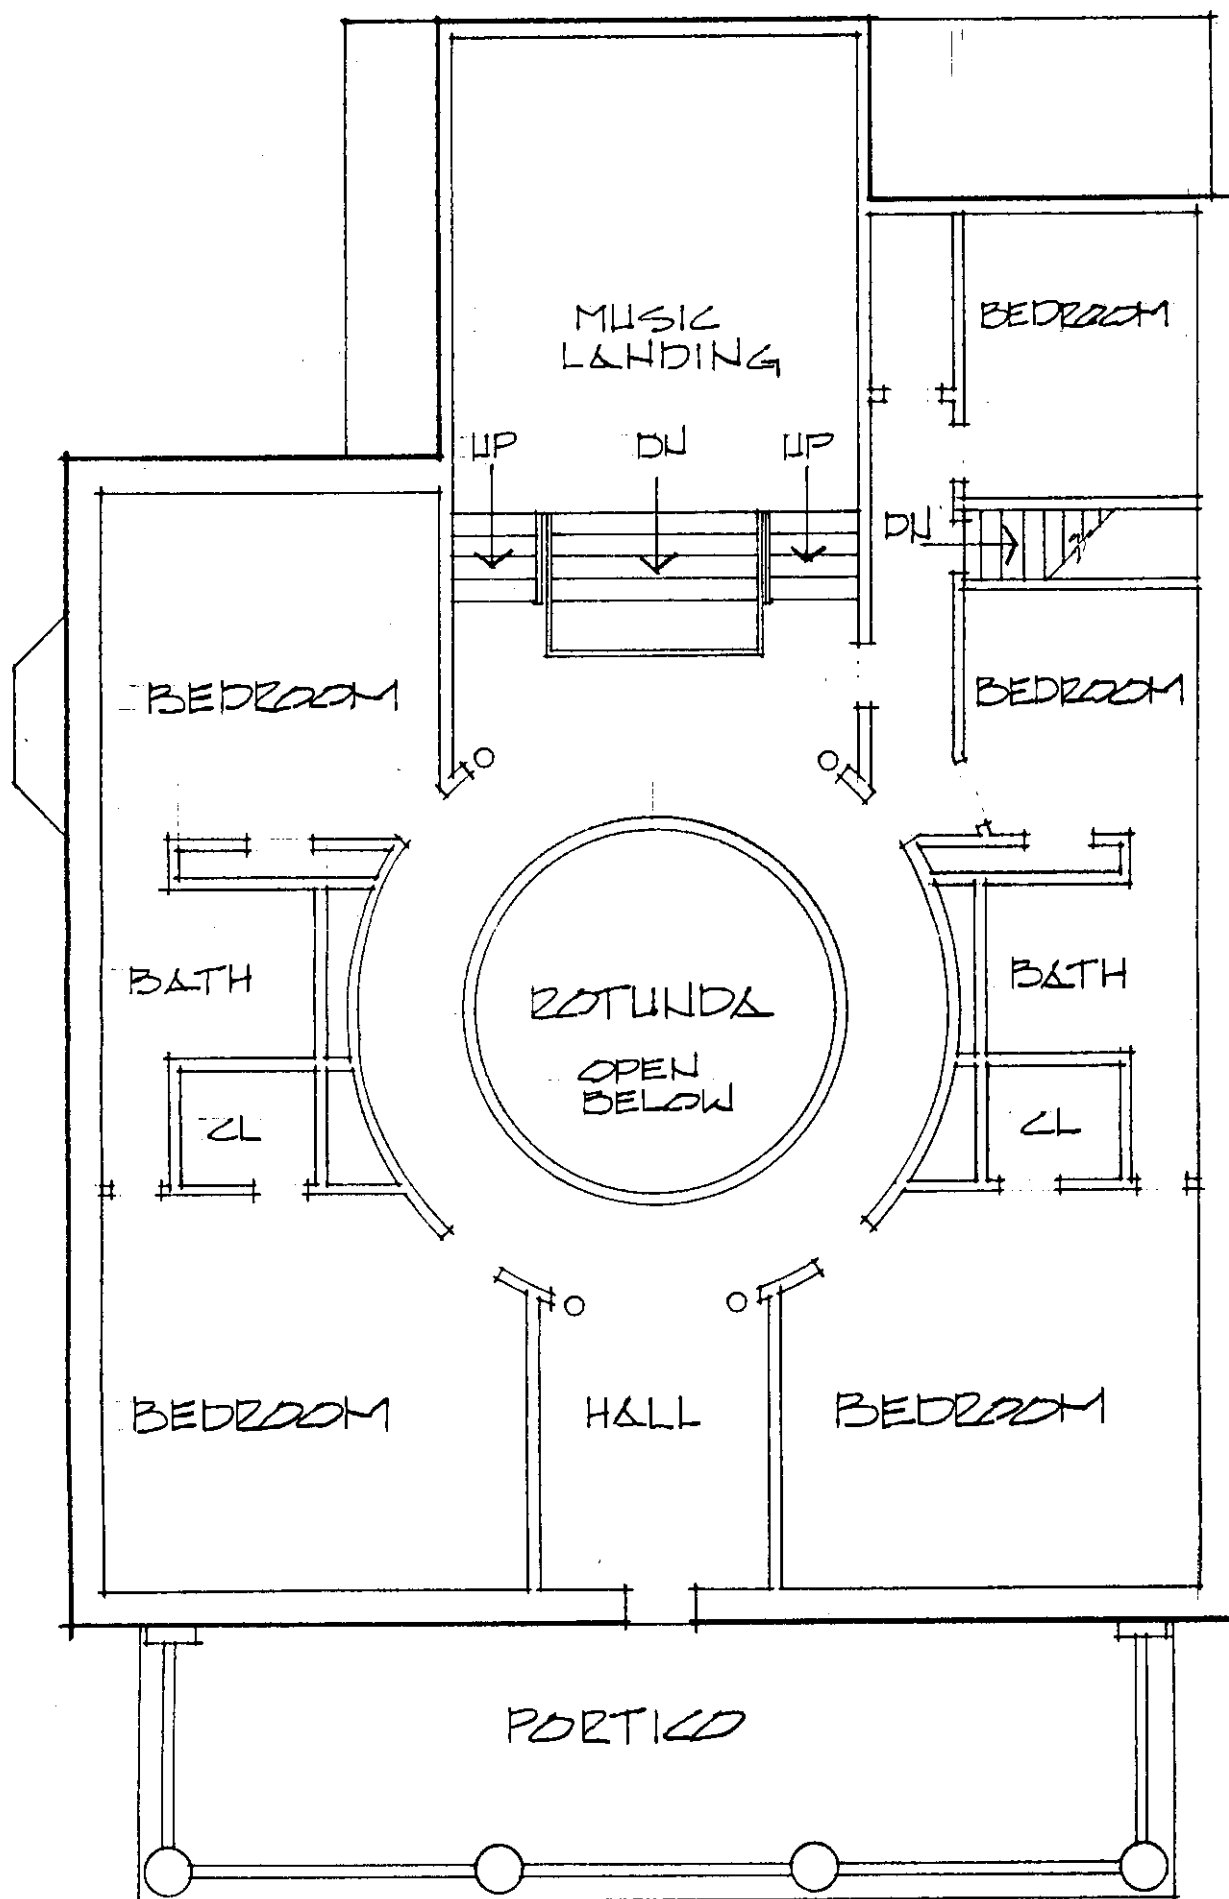 MUSIC
LANDING
BEDROOM
UP
DN
UP
DN
BEDROOM
BEDROOM
BATH
ROTUNDA
OPEN
BELOW
BATH
CL
CL
BEDROOM
HALL
BEDROOM
PORTICO